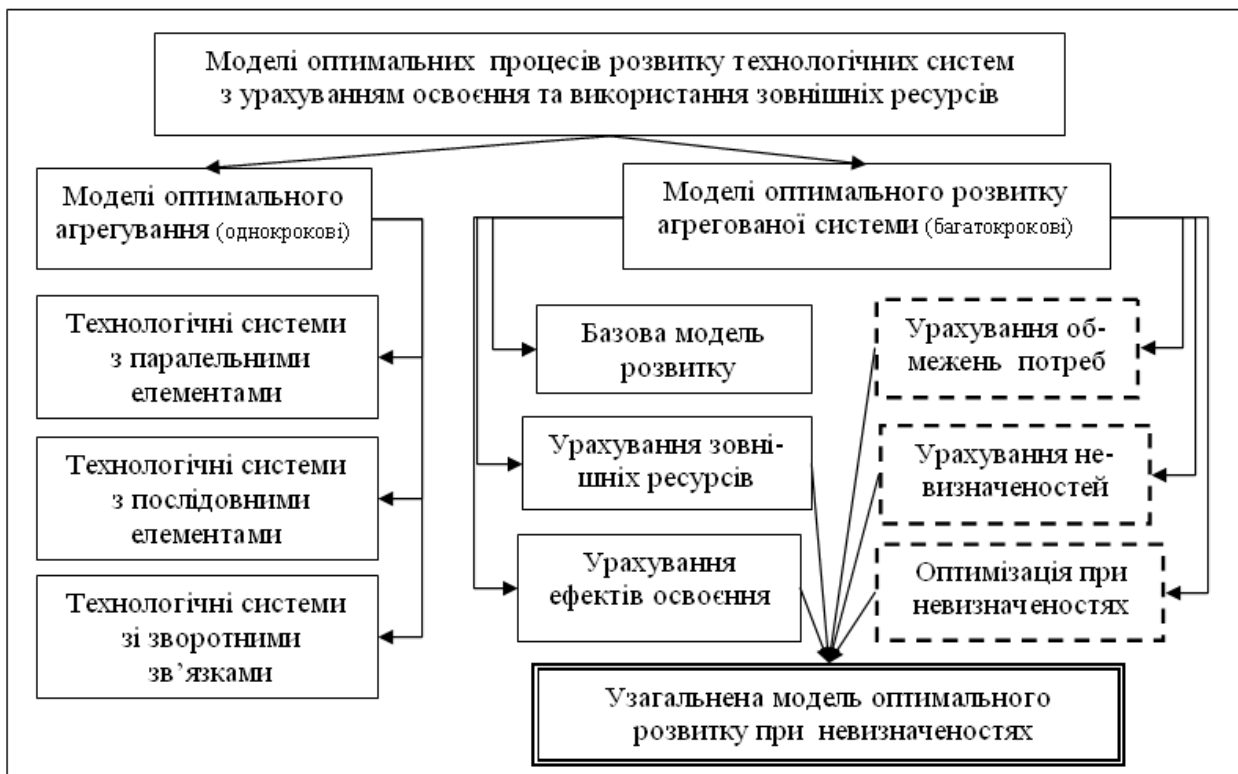 Моделі оптимальних процесів розвитку технологічних систем
з урахуванням освоєння та використання зовнішніх ресурсів
Моделі оптимального
агрегування (однокрокові)
Моделі оптимального розвитку
агрегованої системи (багатокрокові)
Технологічні системи
з паралельними
елементами
Технологічні системи
з послідовними
елементами
Технологічні системи
зі зворотними
зв’язками
Базова модель
розвитку
Урахування зовні-
шніх ресурсів
Урахування
ефектів освоєння
Урахування об-
межень потреб
Урахування не-
визначеностей
Оптимізація при
невизначеностях
Узагальнена модель оптимального
розвитку при невизначеностях